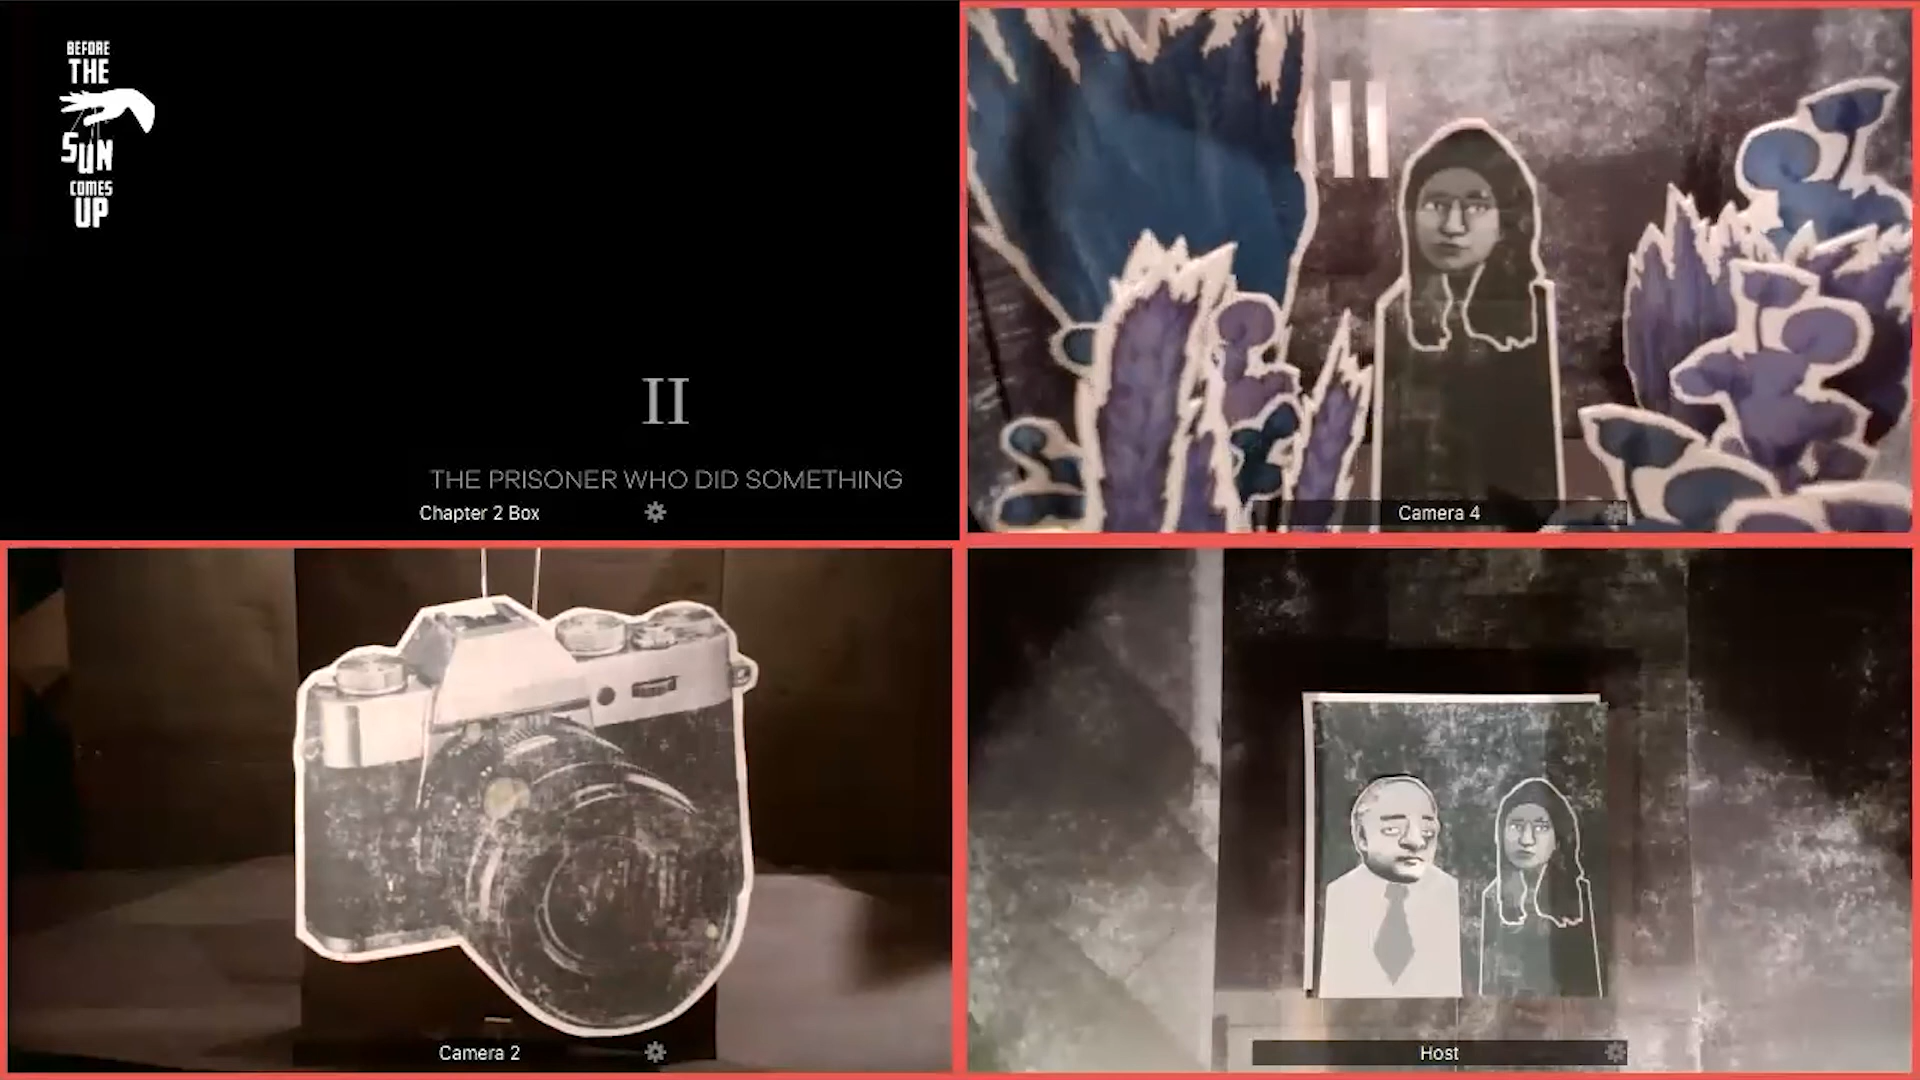 BEFORE
THE
SUN
COMES
UP
II
THE PRISONER WHO DID SOMETHING
Chapter 2 Box
Camera 4
Camera 2
Host